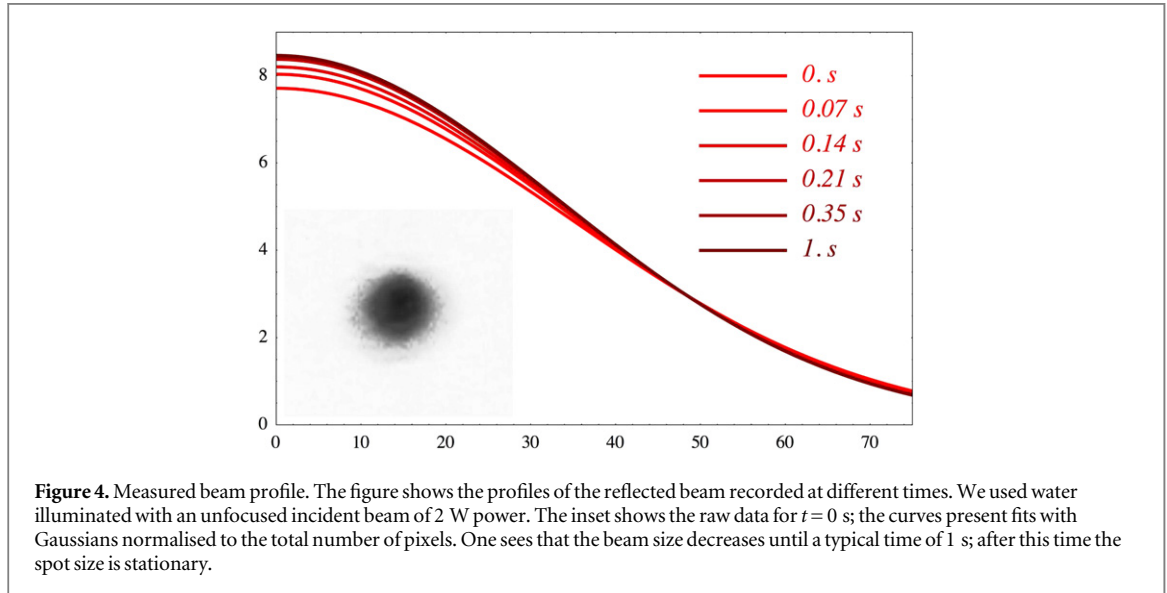 8
6
4
2
0
0 10 20 30 40 50 60 70
0. s
0.07 s
0.14 s
0.21 s
0.35 s
1. s
Figure 4. Measured beam profile. The figure shows the profiles of the reflected beam recorded at different times. We used water
illuminated with an unfocused incident beam of 2 W power. The inset shows the raw data for t = 0 s; the curves present fits with
Gaussians normalised to the total number of pixels. One sees that the beam size decreases until a typical time of 1 s; after this time the
spot size is stationary.